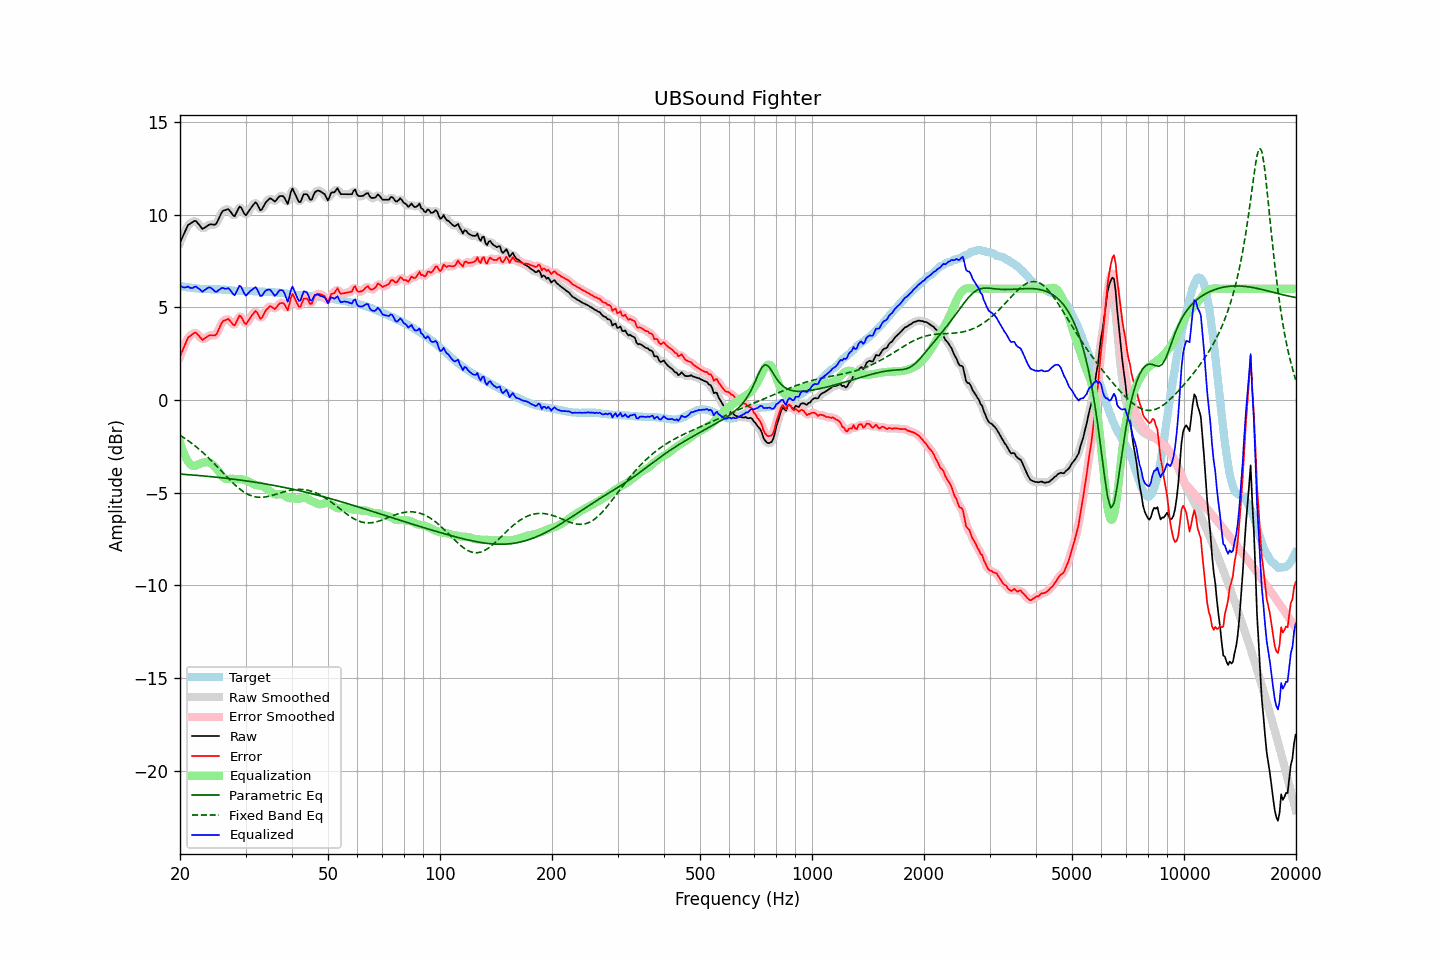 UBSound Fighter
15
10
5
0
−5
−10
−15
−20
Amplitude (dBr)
Target
Raw Smoothed
Error Smoothed
Raw
Error
Equalization
Parametric Eq
Fixed Band Eq
Equalized
20 50 100 200 500 1000 2000 5000 10000 20000
Frequency (Hz)